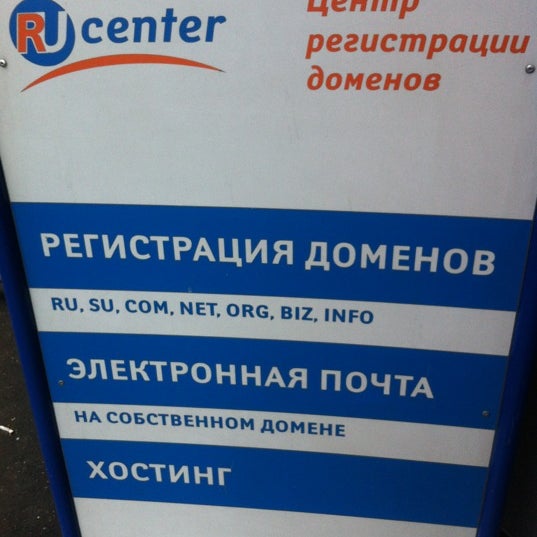 RU center
Центр
регистрации
доменов
РЕГИСТРАЦИЯ ДОМЕНОВ
RU, SU, COM, NET, ORG, BIZ, INFO
ЭЛЕКТРОННАЯ ПОЧТА
НА СОБСТВЕННОМ ДОМЕНЕ
ХОСТИНГ